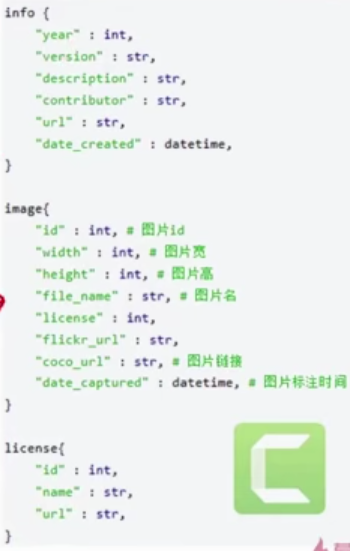 info {
"year" : int,
"version" : str,
"description" : str,
"contributor" : str,
"url" : str,
"date_created" : datetime,
}
image{
"id" : int, # 图片id
"width" : int, # 图片宽
"height" : int, # 图片高
"file_name" : str, # 图片名
"license" : int,
"flickr_url" : str,
"coco_url" : str, # 图片链接
"date_captured" : datetime, # 图片标注时间
}
license{
"id" : int,
"name" : str,
"url" : str,
}